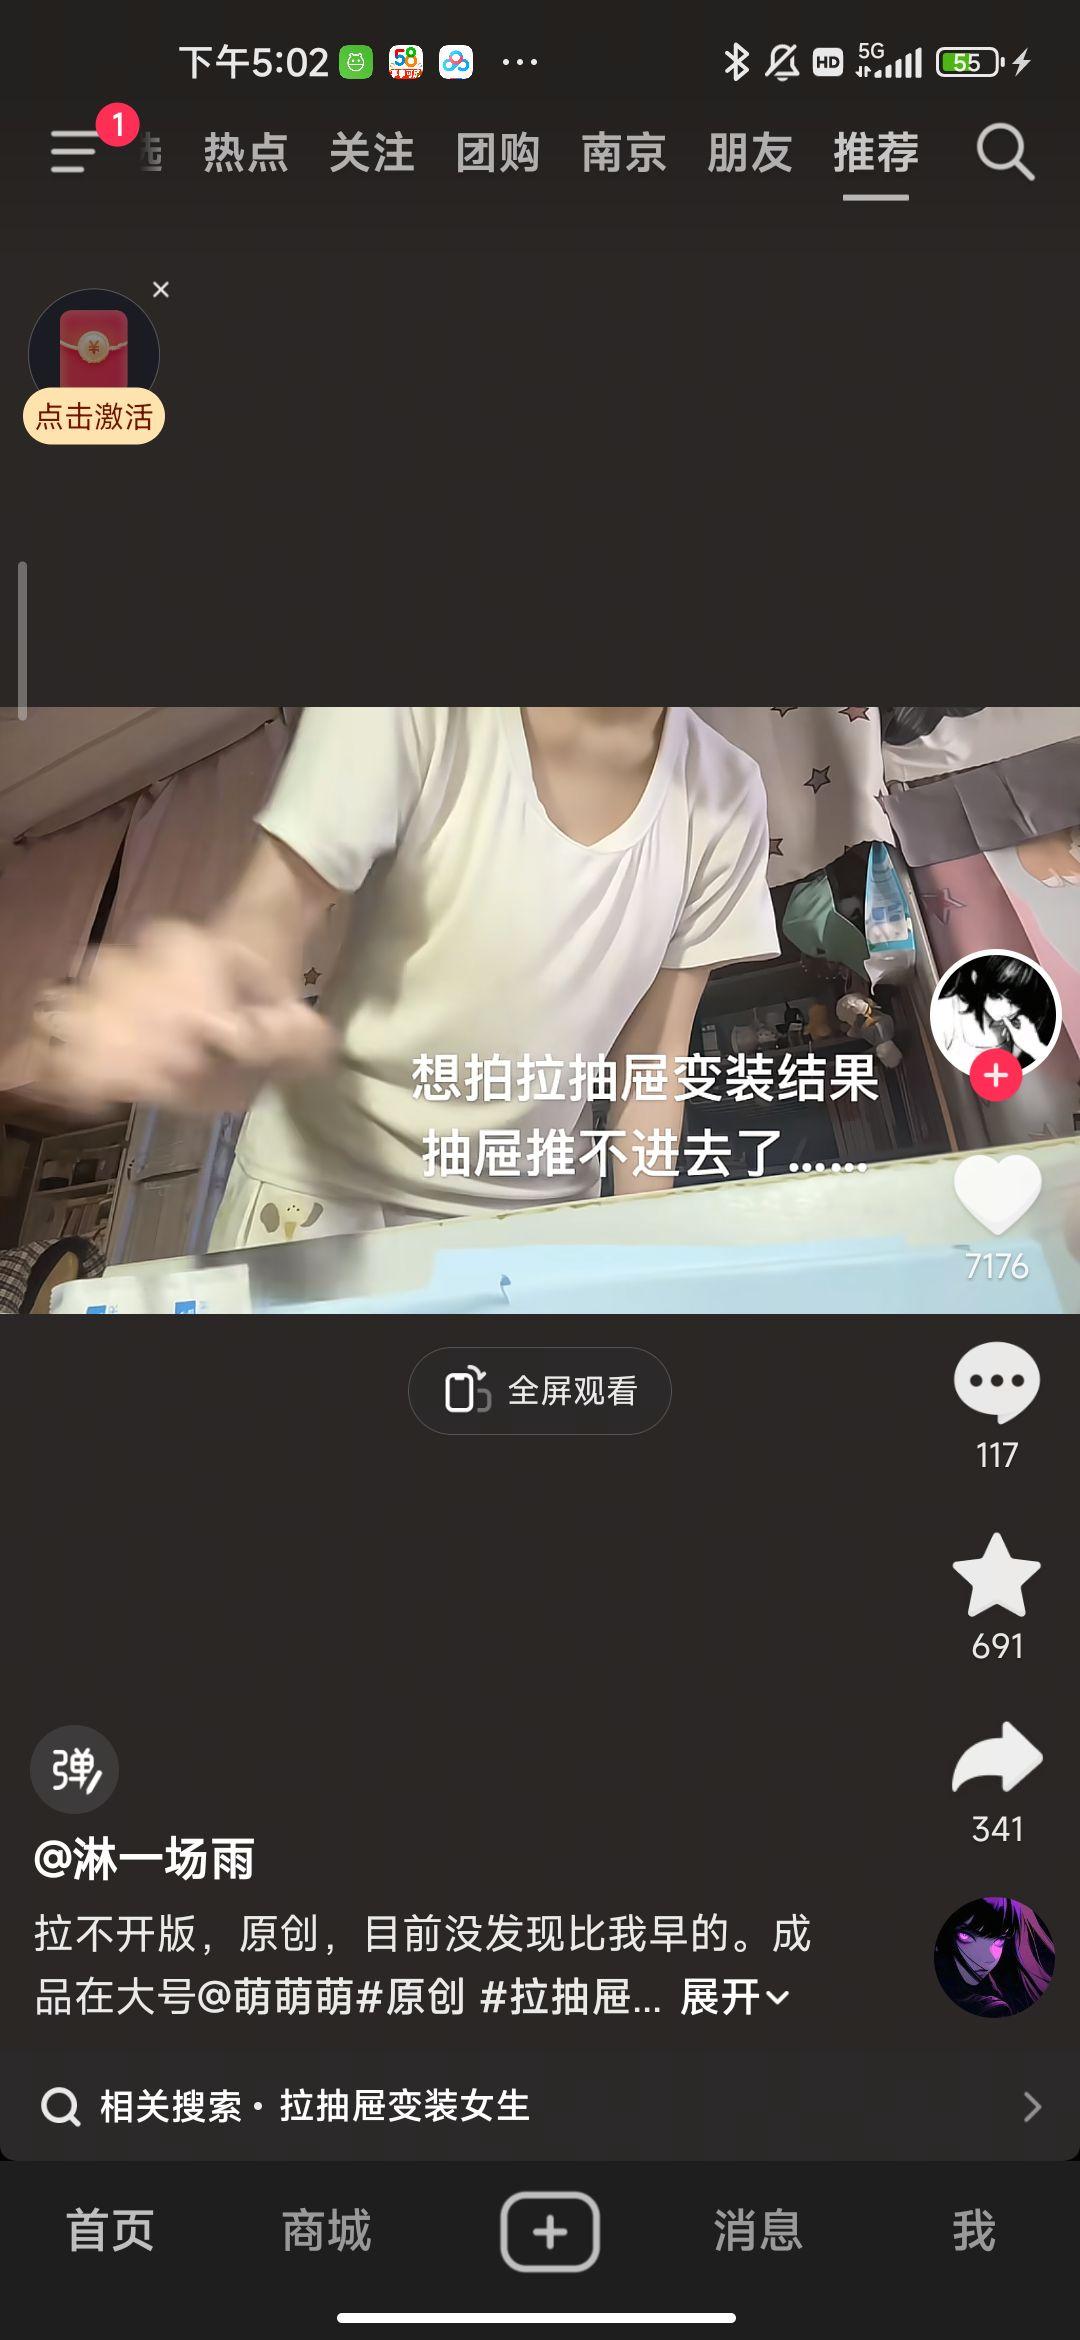 下午5:02
58
HD
5G
55
1
选 热点 关注 团购 南京 朋友 推荐
点击激活
想拍拉抽屉变装结果
抽屉推不进去了……
7176
全屏观看
117
691
341
弹
@淋一场雨
拉不开版，原创，目前没发现比我早的。成
品在大号@萌萌萌#原创 #拉抽屉... 展开
相关搜索·拉抽屉变装女生
首页 商城 消息 我